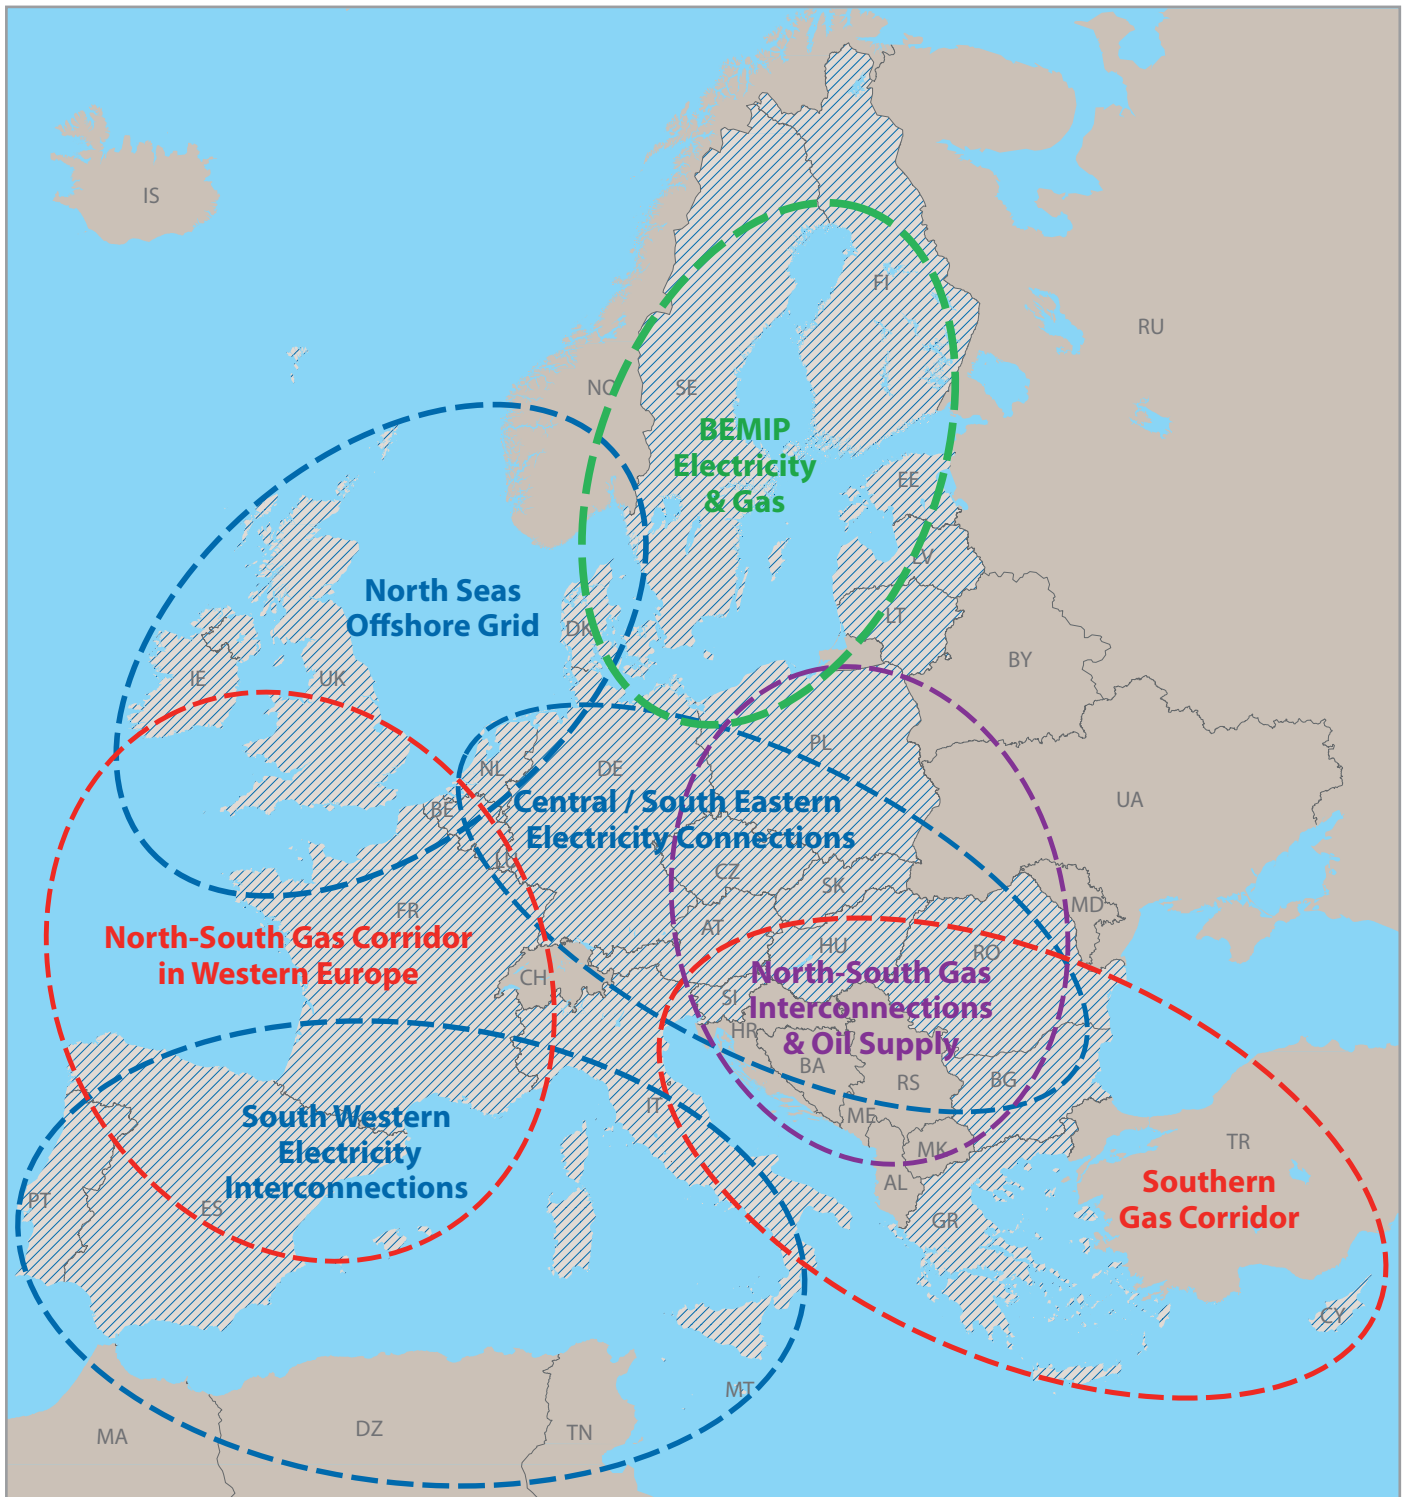 IS
FI
RU
NO
SE
BEMIP
Electricity
& Gas
EE
LV
North Seas
Offshore Grid
DK
LT
BY
IE
UK
PL
NL
DE
UA
BE
Central / South Eastern
Electricity Connections
LU
CZ
SK
FR
AT
MD
North-South Gas Corridor
in Western Europe
HU
RO
CH
North-South Gas
Interconnections
& Oil Supply
SI
HR
BA
RS
BG
IT
ME
South Western
Electricity
Interconnections
MK
TR
AL
Southern
Gas Corridor
PT
ES
GR
CY
MT
MA
DZ
TN